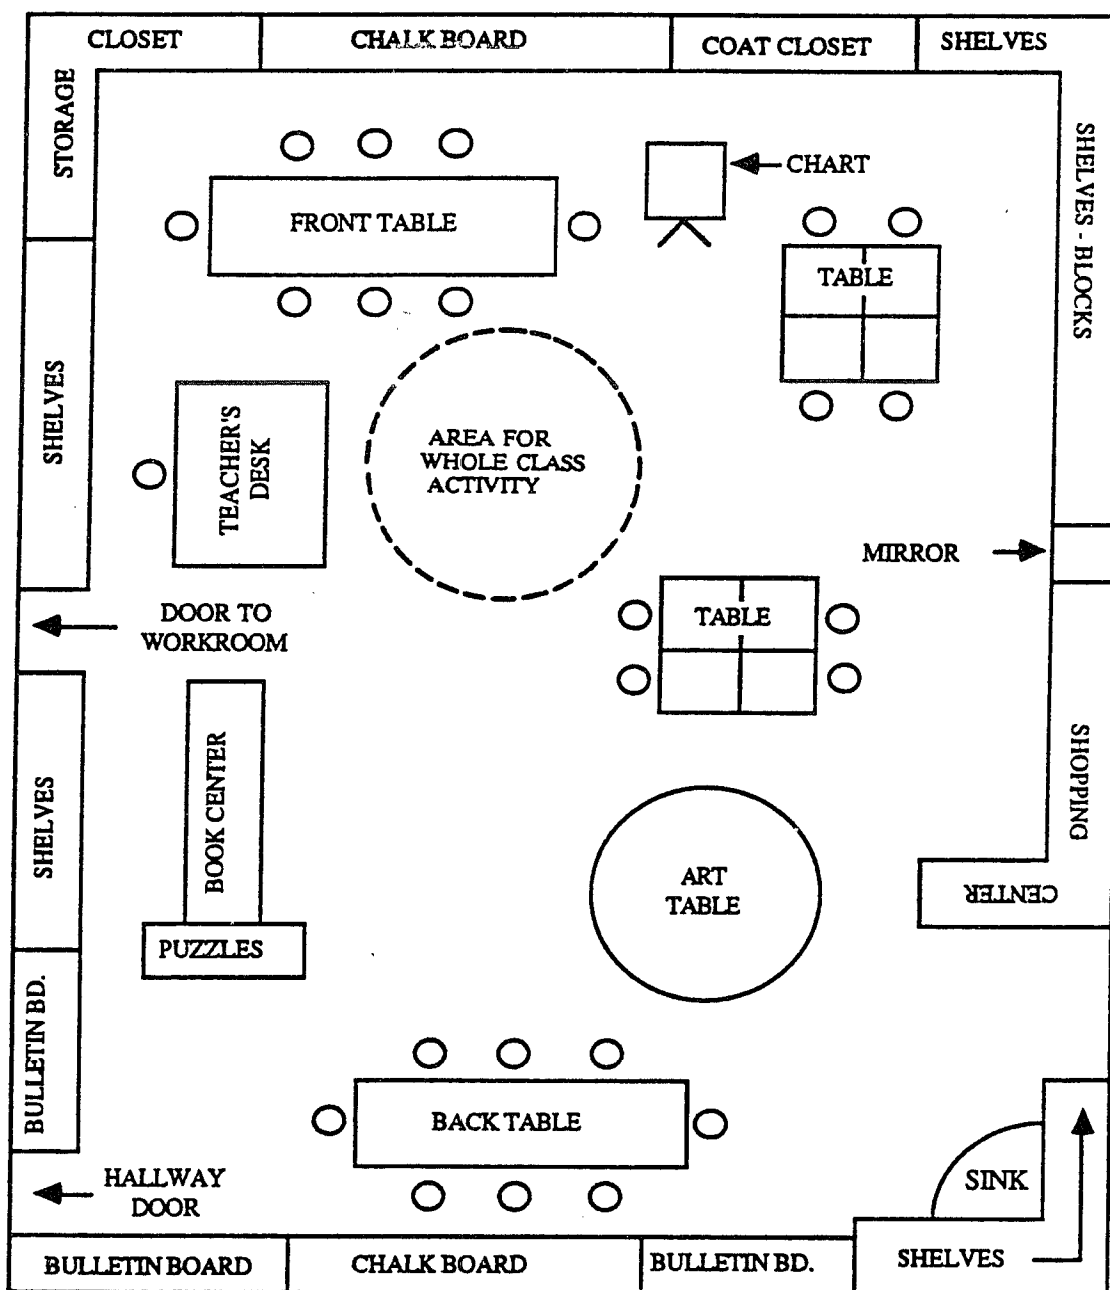 CLOSET
CHALK BOARD
COAT CLOSET
SHELVES
STORAGE
SHELVES - BLOCKS
CHART
FRONT TABLE
TABLE
SHELVES
TEACHER'S
DESK
AREA FOR
WHOLE CLASS
ACTIVITY
MIRROR
DOOR TO
WORKROOM
TABLE
SHELVES
BOOK CENTER
SHOPPING
CENTER
ART
TABLE
PUZZLES
BULLETIN BD.
BACK TABLE
HALLWAY
DOOR
SINK
BULLETIN BOARD
CHALK BOARD
BULLETIN BD.
SHELVES